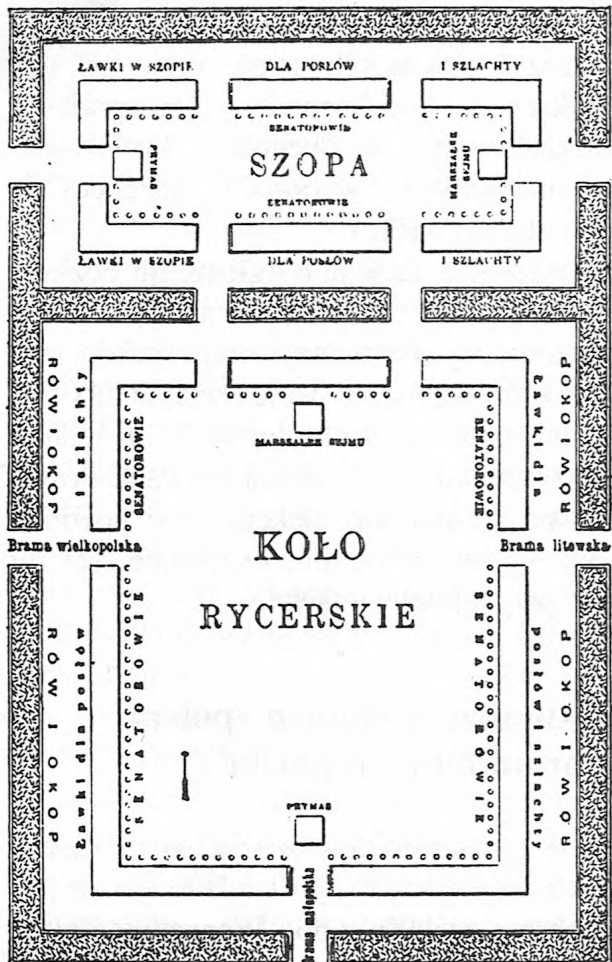 ŁAWKI W SZOPIE DLA POSŁÓW I SZLACHTY
SENATOROWIE
SZOPA
PRYMAS
MARSZAŁEK
SEJMU
SENATOROWIE
ŁAWKI W SZOPIE DLA POSŁÓW I SZLACHTY
RÓW I OKOP
i szlachty
SENATOROWIE
MARSZAŁEK SEJMU
SENATOROWIE
Ławki dla
RÓW I OKOP
Brama wielkopolska
KOŁO
Brama litewska
RYCERSKIE
RÓW I OKOP
Ławki dla posłów
SENATOROWIE
SENATOROWIE
posłów i szlachty
RÓW I OKOP
PRYMAS
Brama małopolska